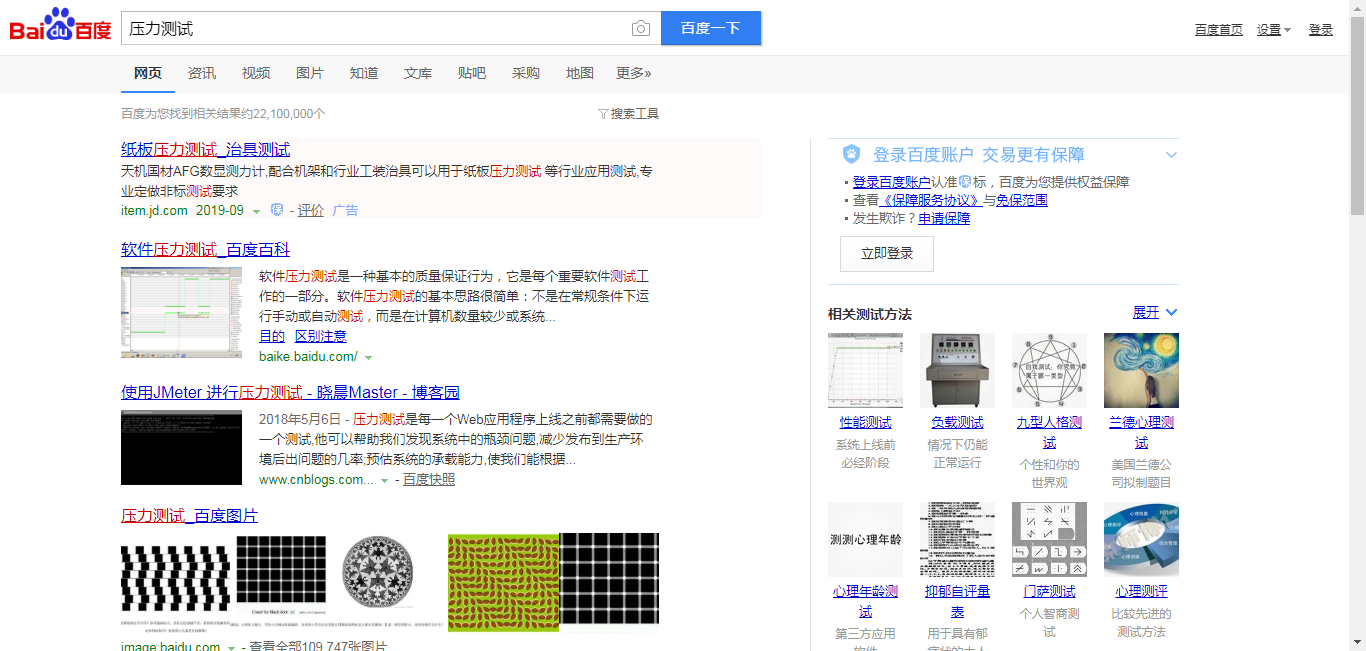 Bai du 百度
压力测试
百度一下
百度首页 设置 登录
网页 资讯 视频 图片 知道 文库 贴吧 采购 地图 更多»
百度为您找到相关结果约22,100,000个
搜索工具
纸板压力测试_治具测试
天机国材AFG数显测力计,配合机架和行业工装治具可以用于纸板压力测试 等行业应用测试,专
业定做非标测试要求
item.jd.com 2019-09 保 - 评价 广告
软件压力测试_百度百科
软件压力测试是一种基本的质量保证行为，它是每个重要软件测试工
作的一部分。软件压力测试的基本思路很简单：不是在常规条件下运
行手动或自动测试，而是在计算机数量较少或系统...
目的 区别注意
baike.baidu.com/
使用JMeter 进行压力测试 - 晓晨Master - 博客园
2018年5月6日 - 压力测试是每一个Web应用程序上线之前都需要做的
一个测试,他可以帮助我们发现系统中的瓶颈问题,减少发布到生产环
境后出问题的几率;预估系统的承载能力,使我们能根据...
www.cnblogs.com... - 百度快照
压力测试_百度图片
image.baidu.com - 查看全部109,747张图片
登录百度账户 交易更有保障
登录百度账户认准保标，百度为您提供权益保障
查看《保障服务协议》与免保范围
发生欺诈？申请保障
立即登录
相关测试方法 展开
自我测试：你究竟
属于哪一类型
性能测试 负载测试 九型人格测 兰德心理测
试 试
系统上线前 情况下仍能 个性和你的 美国兰德公
必经阶段 正常运行 世界观 司拟制题目
测测心理年龄
心理年龄测 抑郁自评量 门萨测试 心理测评
试 表
第三方应用 用于具有郁 个人智商测 比较先进的
软件 症状的大人 试 测试方法